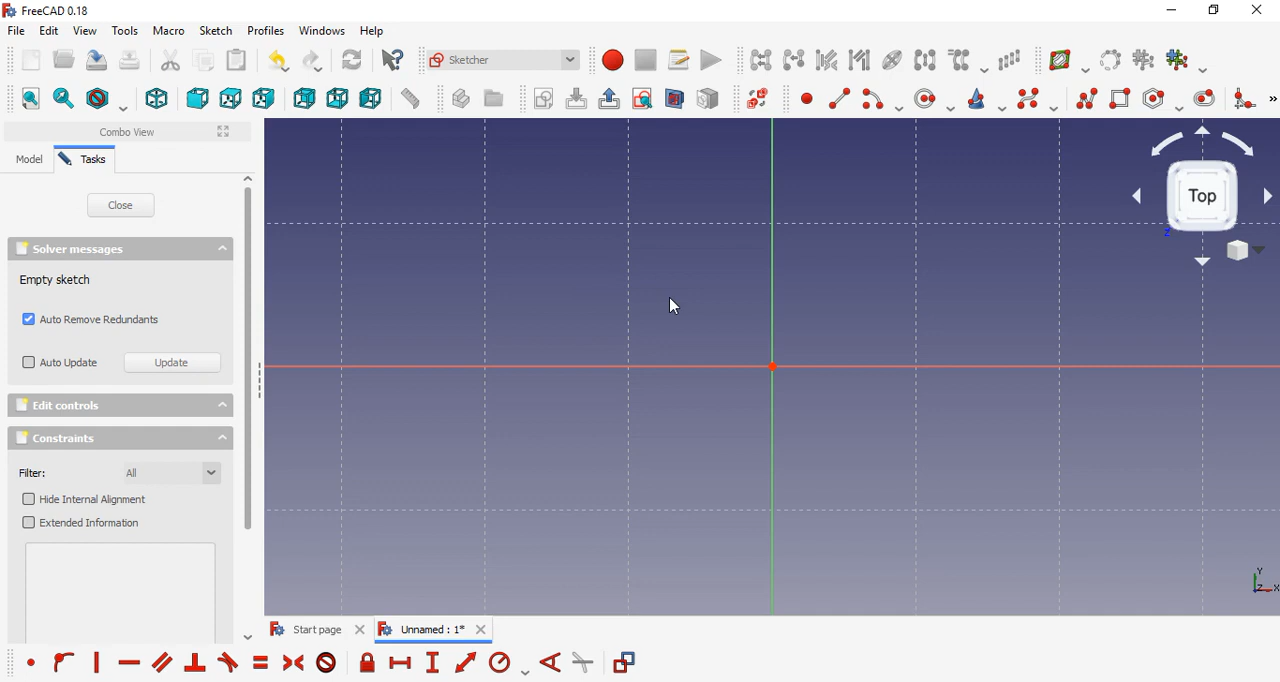 FreeCAD 0.18
File Edit View Tools Macro Sketch Profiles Windows Help
Sketcher
Combo View
Model Tasks
Close
Solver messages
Empty sketch
Auto Remove Redundants
Auto Update Update
Edit controls
Constraints
Filter: All
Hide Internal Alignment
Extended Information
Top
Z
Y
Z X
Start page Unnamed : 1*